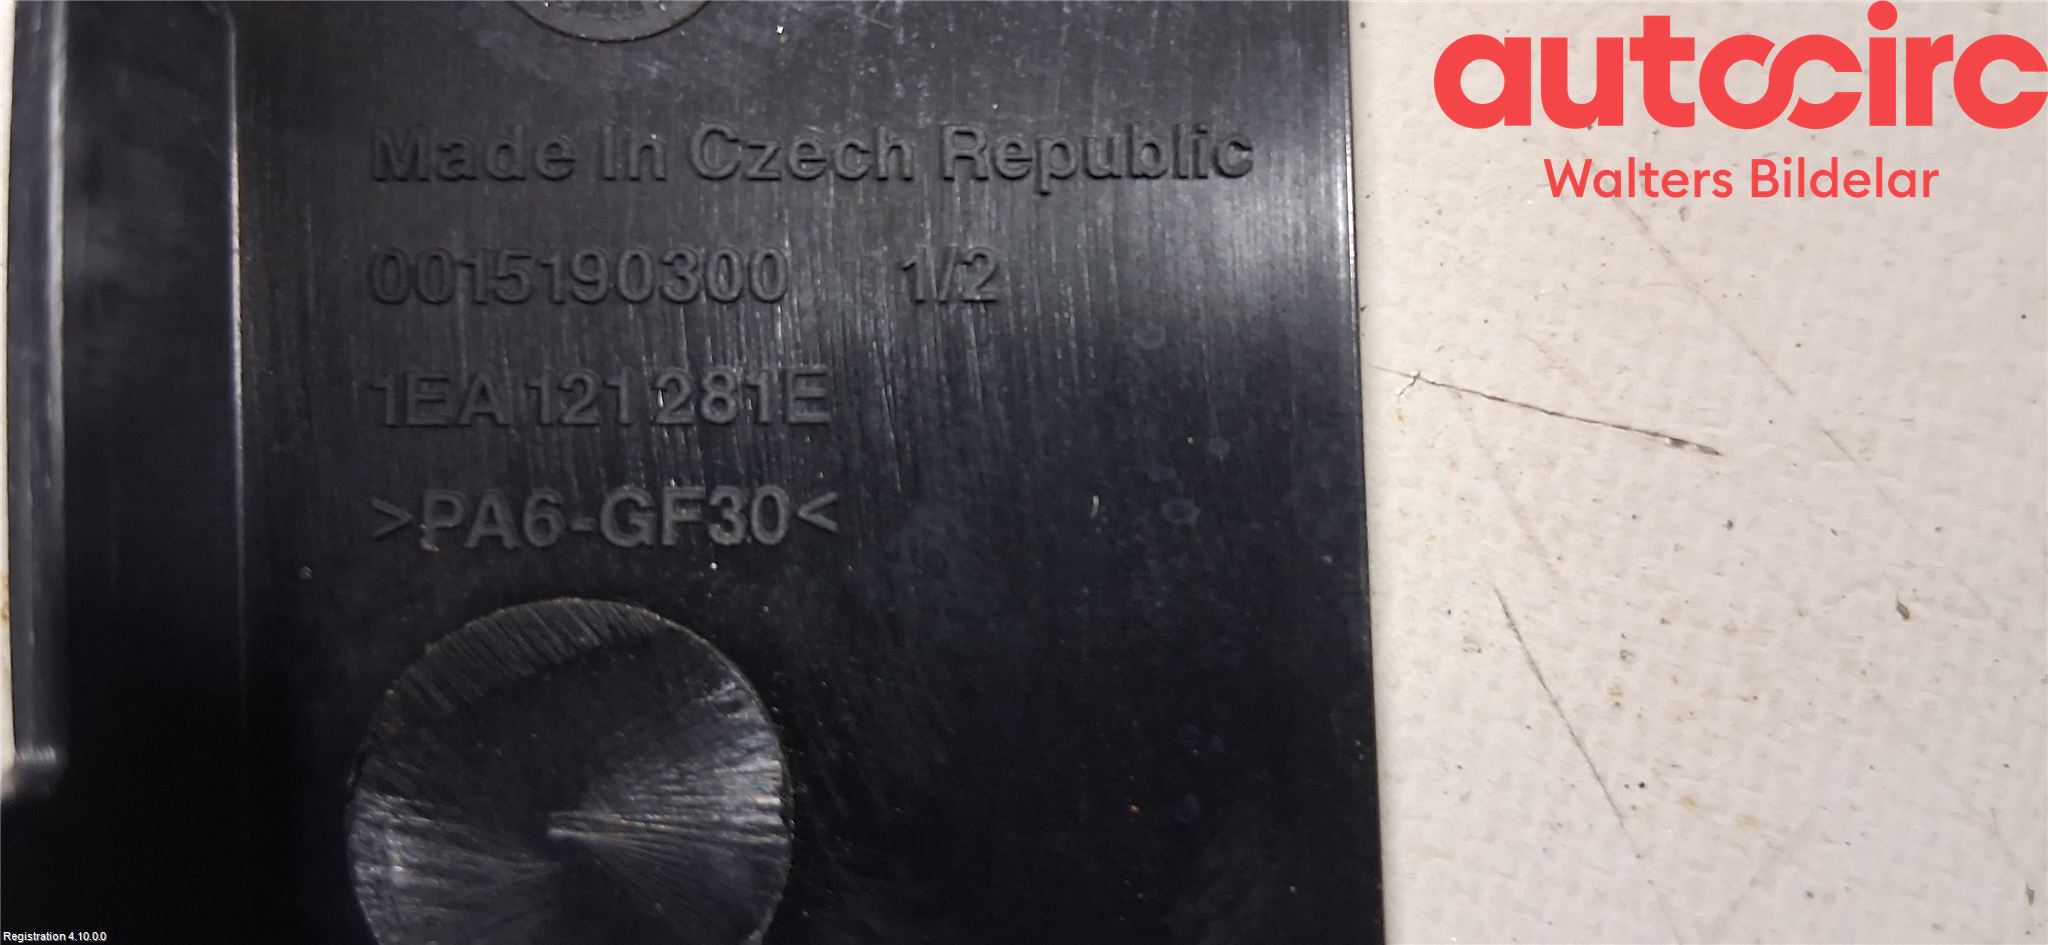 autocirc
Walters Bildelar
Made In Czech Republic
0015190300 1/2
1EA 121 281E
>PA6-GF30<
Registration 4.10.0.0